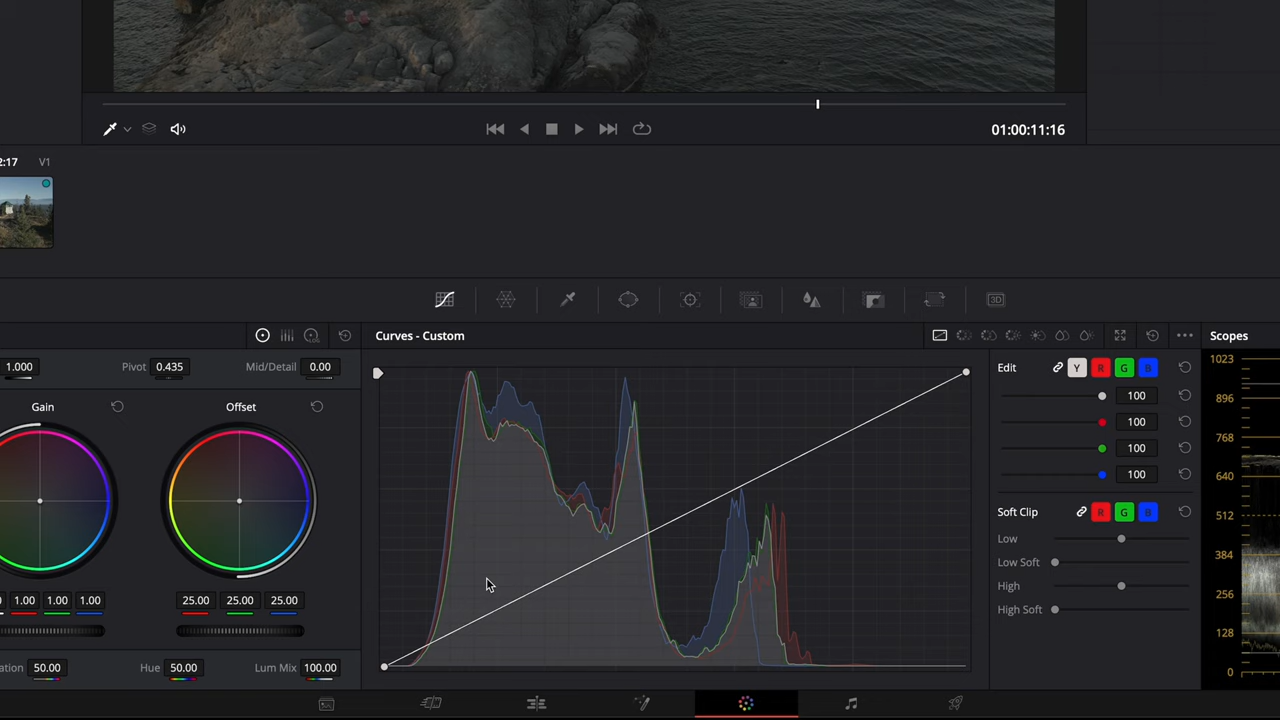 01:00:11:16
2:17 V1
Curves - Custom
Scopes
1.000 Pivot 0.435 Mid/Detail 0.00
Gain
Offset
1.00 1.00 1.00
25.00 25.00 25.00
50.00 Hue 50.00 Lum Mix 100.00
Edit Y R G B
100
100
100
100
Soft Clip R G B
Low
Low Soft
High
High Soft
3D
1023
896
768
640
512
384
256
128
0